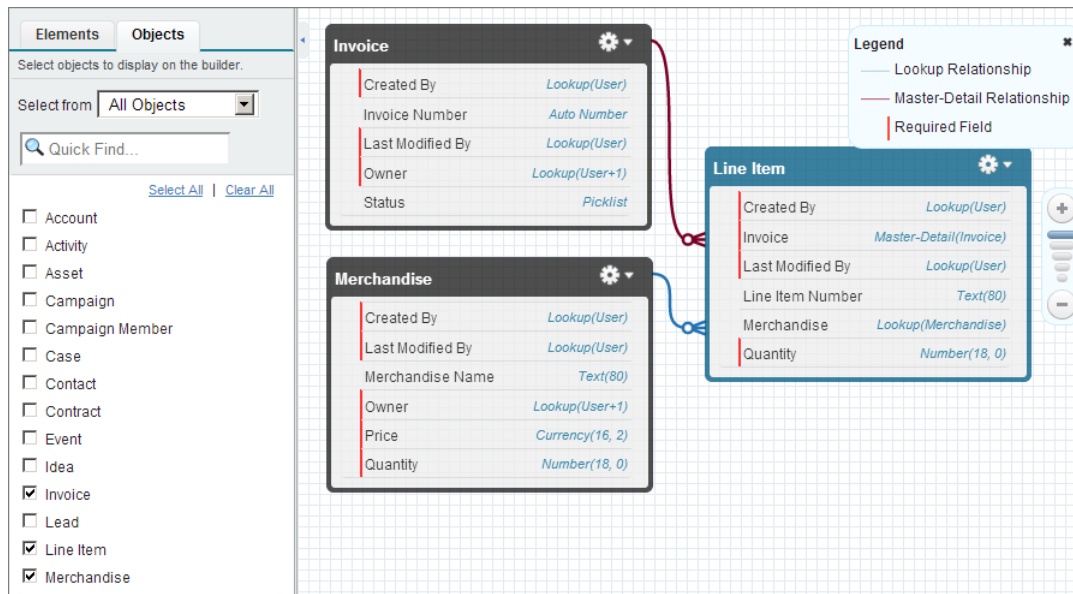 Elements
Objects
Select objects to display on the builder.
Select from All Objects
Quick Find...
Select All | Clear All
Account
Activity
Asset
Campaign
Campaign Member
Case
Contact
Contract
Event
Idea
Invoice
Lead
Line Item
Merchandise
Invoice
Created By Lookup(User)
Invoice Number Auto Number
Last Modified By Lookup(User)
Owner Lookup(User+1)
Status Picklist
Merchandise
Created By Lookup(User)
Last Modified By Lookup(User)
Merchandise Name Text(80)
Owner Lookup(User+1)
Price Currency(16, 2)
Quantity Number(18, 0)
Legend
Lookup Relationship
Master-Detail Relationship
Required Field
Line Item
Created By Lookup(User)
Invoice Master-Detail(Invoice)
Last Modified By Lookup(User)
Line Item Number Text(80)
Merchandise Lookup(Merchandise)
Quantity Number(18, 0)